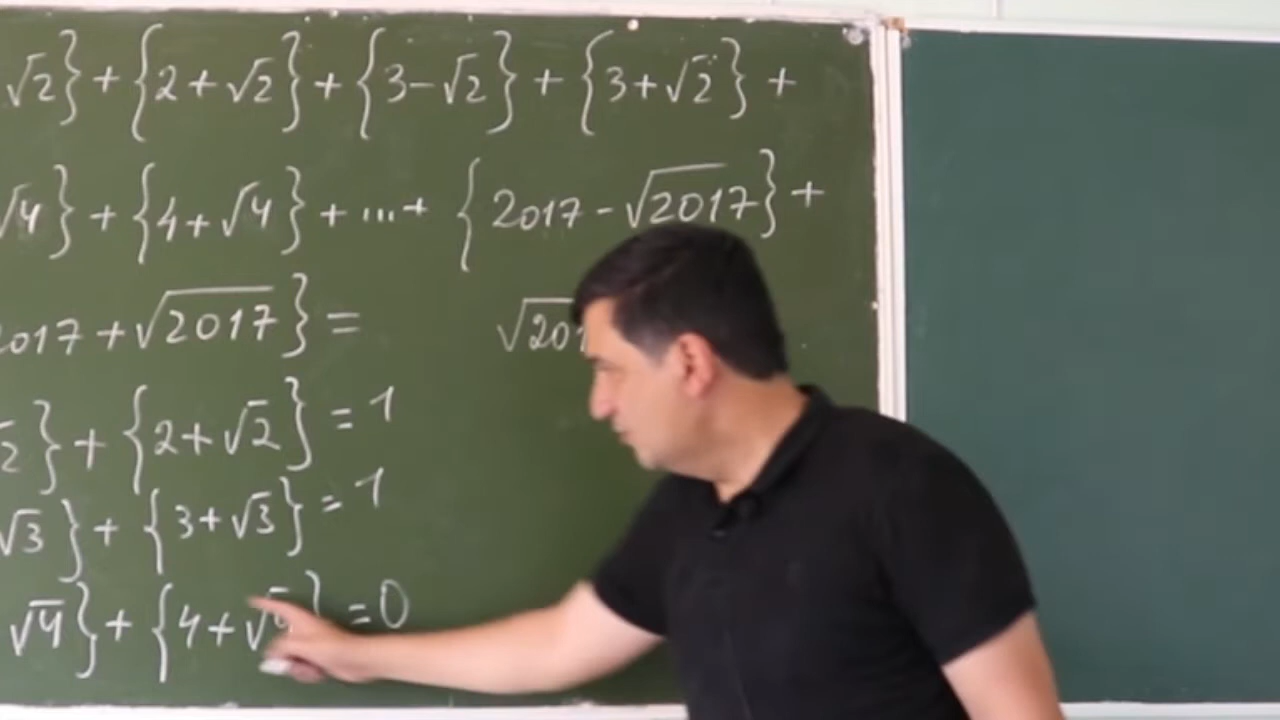 √2} + {2 + √2} + {3 - √2} + {3 + √2} +
√4} + {4 + √4} + ... + {2017 - √2017} +
2017 + √2017} = √201
√2} + {2 + √2} = 1
√3} + {3 + √3} = 1
√4} + {4 + √4} = 0